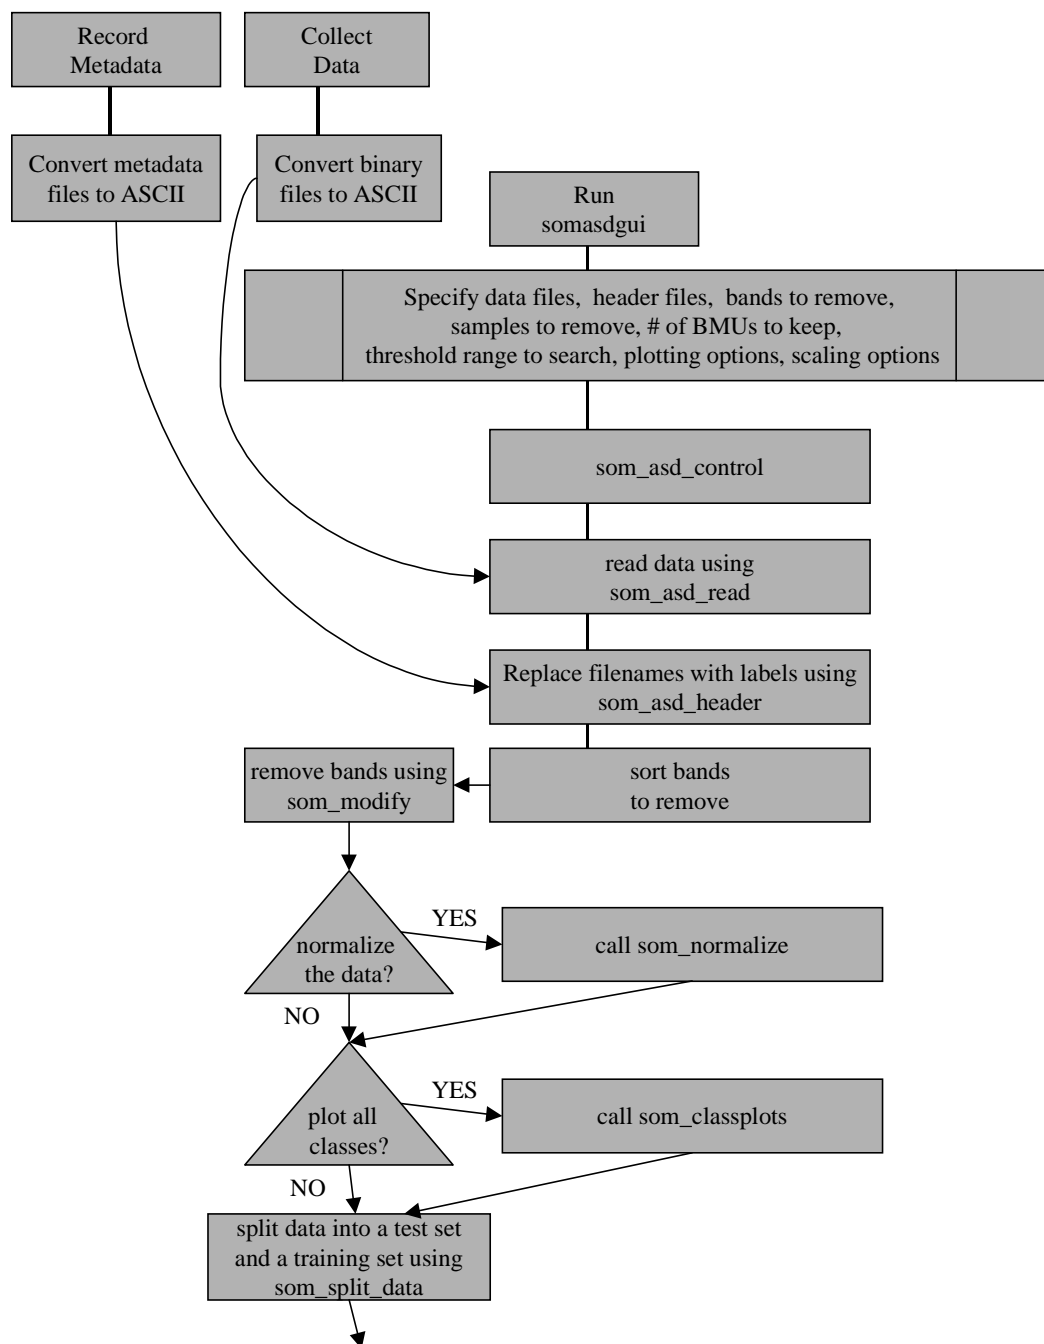 Record
Metadata
Collect
Data
Convert metadata
files to ASCII
Convert binary
files to ASCII
Run
somasdgui
Specify data files,  header files,  bands to remove,
samples to remove, # of BMUs to keep,
threshold range to search, plotting options, scaling options
som_asd_control
read data using
som_asd_read
Replace filenames with labels using
som_asd_header
remove bands using
som_modify
sort bands
to remove
YES
normalize
the data?
call som_normalize
NO
YES
plot all
classes?
call som_classplots
NO
split data into a test set
and a training set using
som_split_data